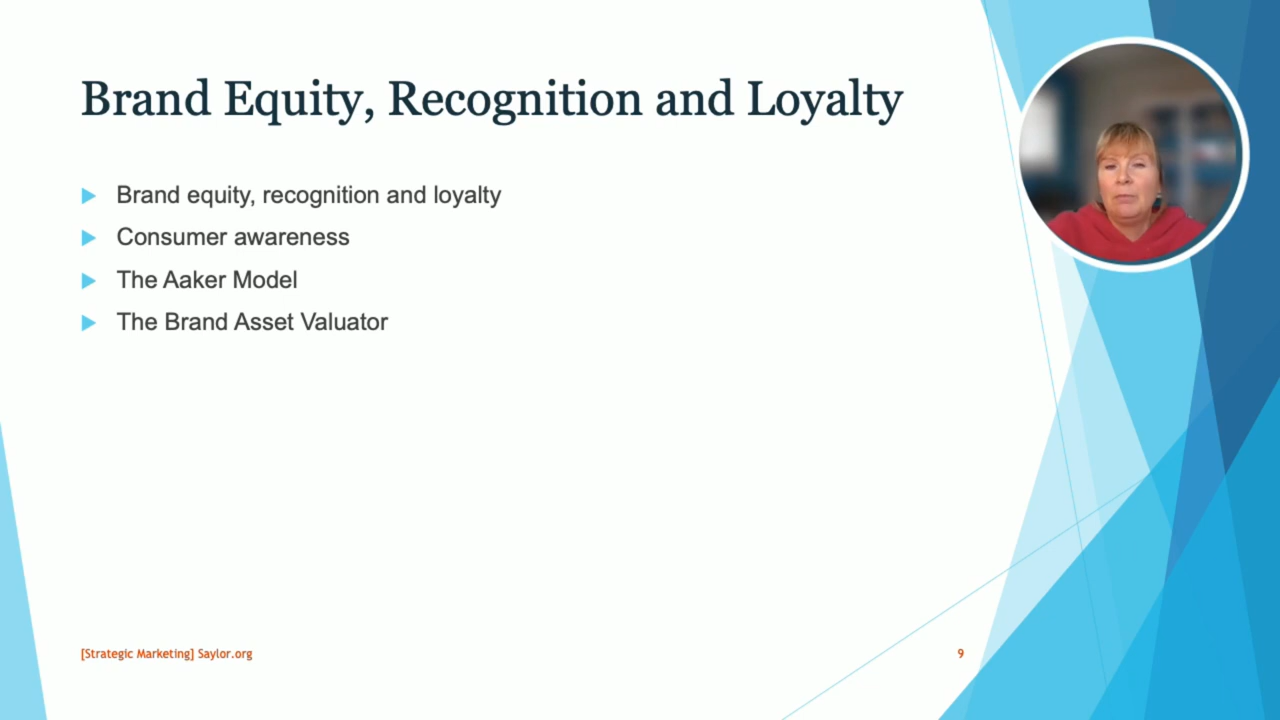 Brand Equity, Recognition and Loyalty
Brand equity, recognition and loyalty
Consumer awareness
The Aaker Model
The Brand Asset Valuator
[Strategic Marketing] Saylor.org
9